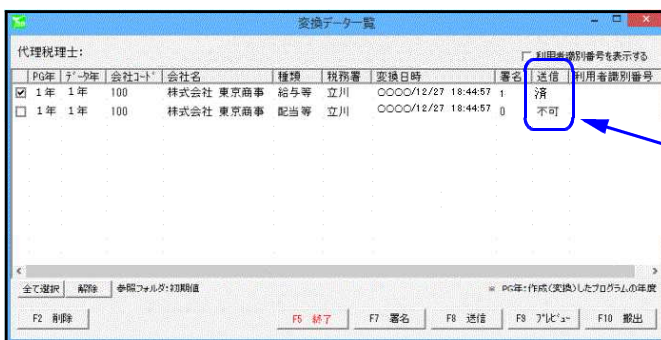 変換データ一覧
代理税理士:
利用者識別番号を表示する
PG年 データ年 会社コード 会社名 種類 税務署 変換日時 署名 送信 利用者識別番号
1年 1年 100 株式会社 東京商事 給与等 立川 ○○○○/12/27 18:44:57 1 済
1年 1年 100 株式会社 東京商事 配当等 立川 ○○○○/12/27 18:44:57 0 不可
全て選択 解除 参照フォルダ:初期値 ※ PG年:作成(変換)したプログラムの年度
F2 削除 F5 終了 F7 署名 F8 送信 F9 プレビュー F10 搬出